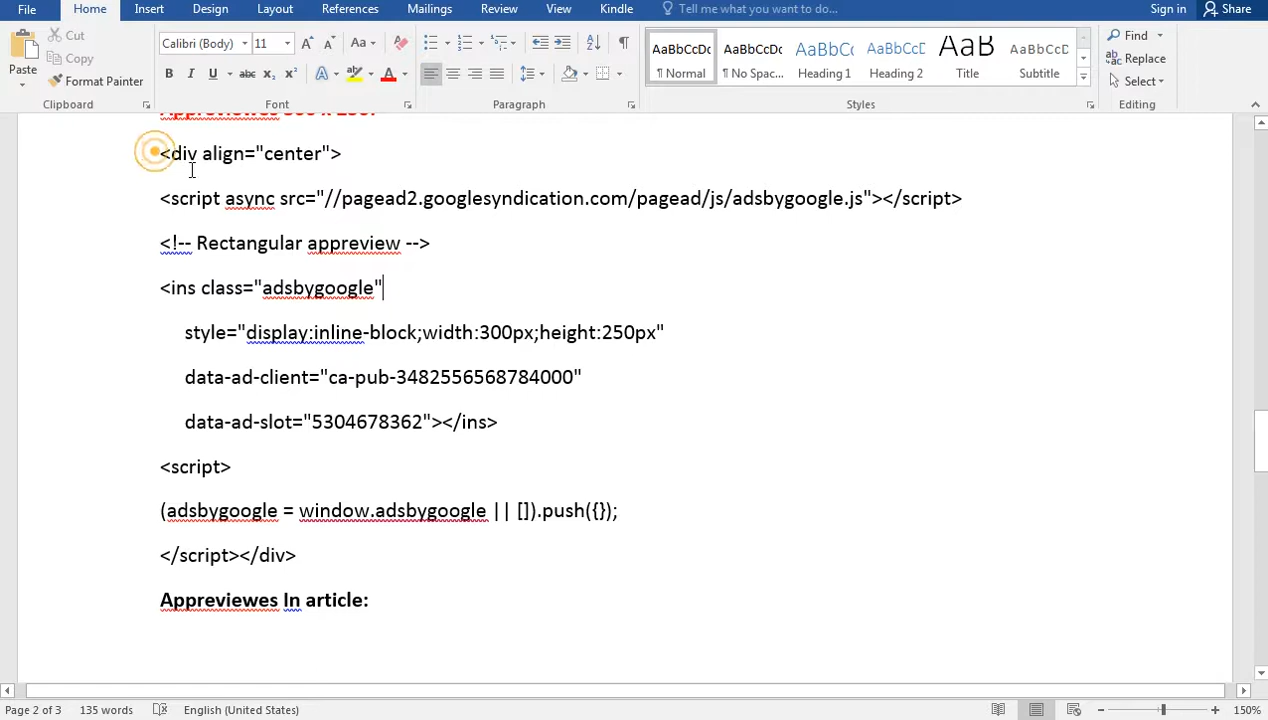 File Home Insert Design Layout References Mailings Review View Kindle Tell me what you want to do... Sign in Share
Paste
Cut
Copy
Format Painter
Calibri (Body) 11 Aa
B I U abc x₂ x² A A
AaBbCcDc AaBbCcDc AaBbCc AaBbCcE AaB AaBbCcD
¶ Normal ¶ No Spac... Heading 1 Heading 2 Title Subtitle
Find
Replace
Select
Clipboard Font Paragraph Styles Editing
<div align="center">
<script async src="//pagead2.googlesyndication.com/pagead/js/adsbygoogle.js"></script>
<!-- Rectangular appreview -->
<ins class="adsbygoogle"
style="display:inline-block;width:300px;height:250px"
data-ad-client="ca-pub-3482556568784000"
data-ad-slot="5304678362"></ins>
<script>
(adsbygoogle = window.adsbygoogle || []).push({});
</script></div>
Appreviewes In article:
Page 2 of 3 135 words English (United States) 150%